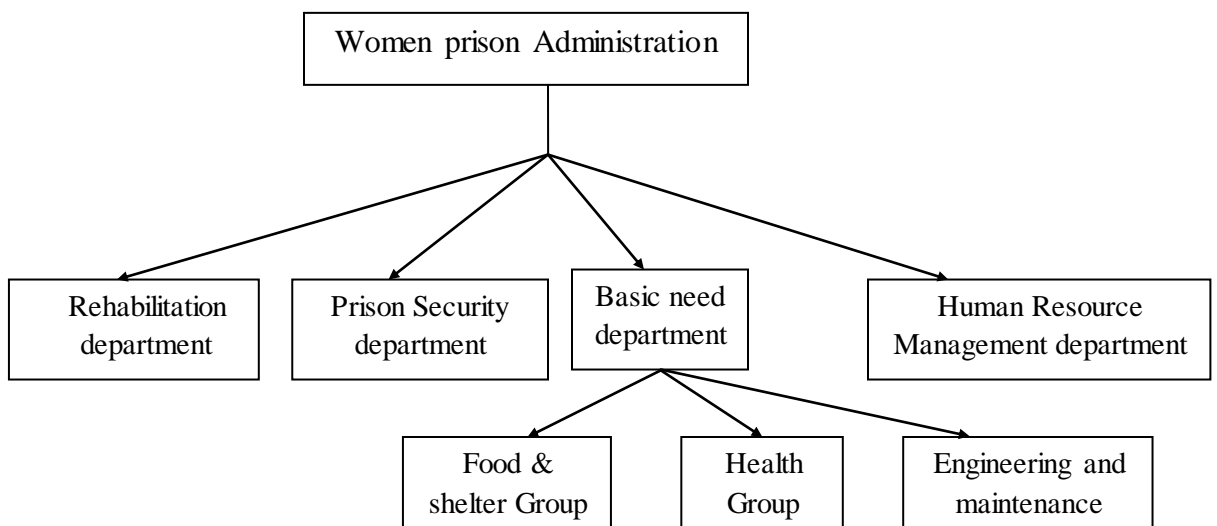 Women prison Administration
Rehabilitation
department
Prison Security
department
Basic need
department
Human Resource
Management department
Food &
shelter Group
Health
Group
Engineering and
maintenance